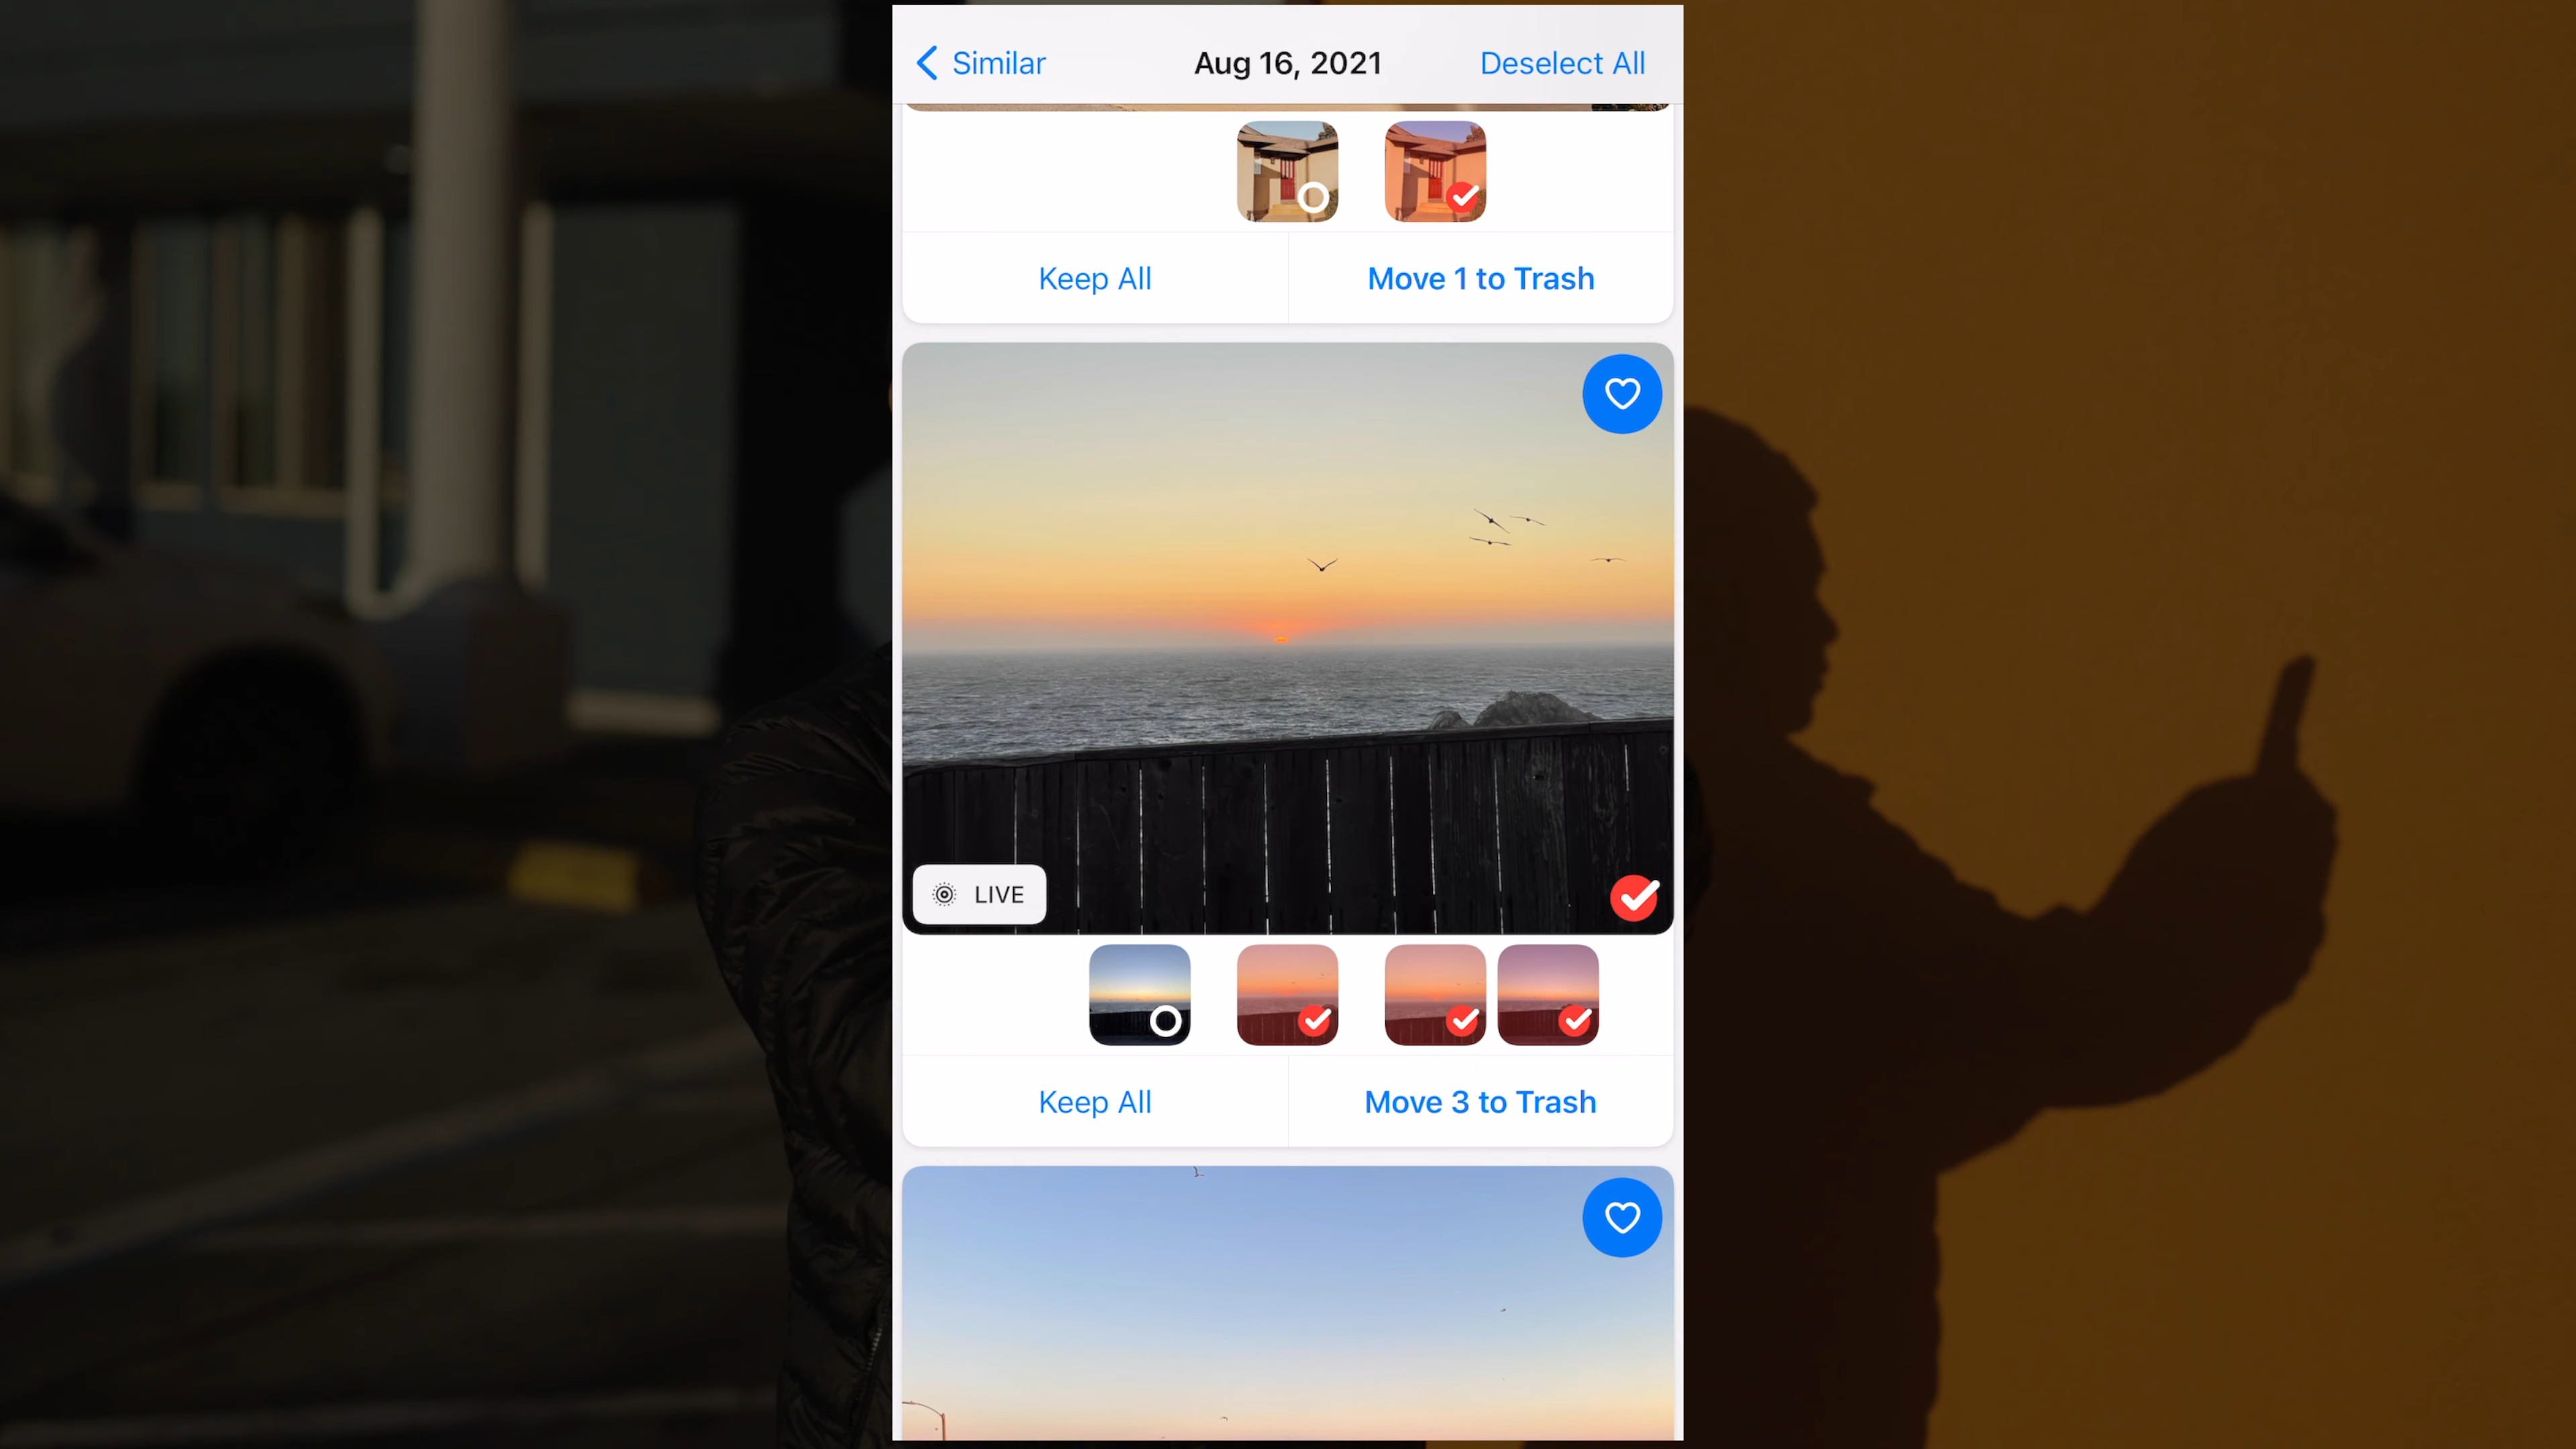 Similar
Aug 16, 2021
Deselect All
Keep All
Move 1 to Trash
LIVE
Keep All
Move 3 to Trash